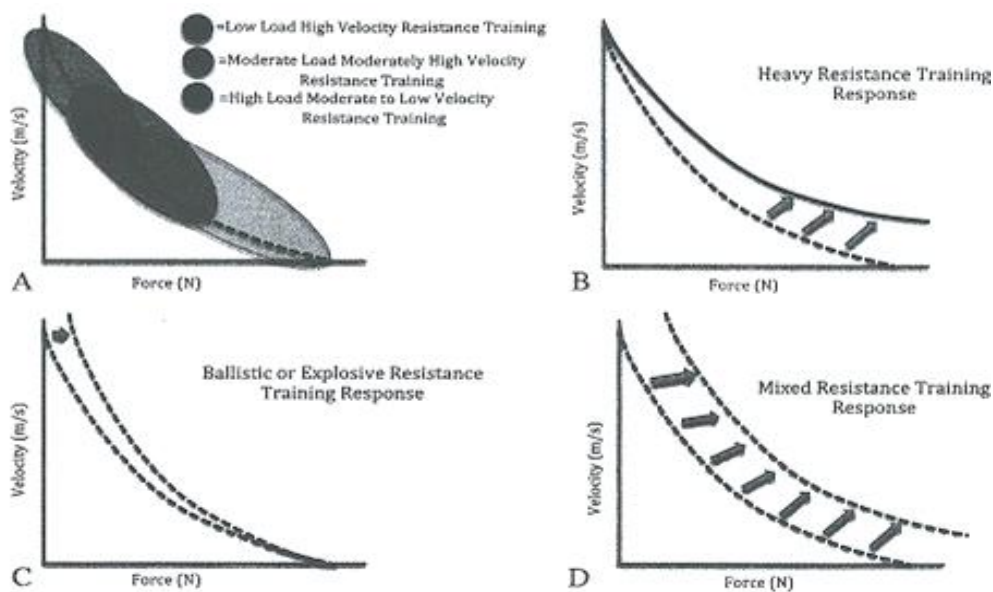 =Low Load High Velocity Resistance Training
=Moderate Load Moderately High Velocity
Resistance Training
=High Load Moderate to Low Velocity
Resistance Training
Velocity (m/s)
A
Force (N)
Heavy Resistance Training
Response
Velocity (m/s)
B
Force (N)
Ballistic or Explosive Resistance
Training Response
Velocity (m/s)
C
Force (N)
Mixed Resistance Training
Response
Velocity (m/s)
D
Force (N)